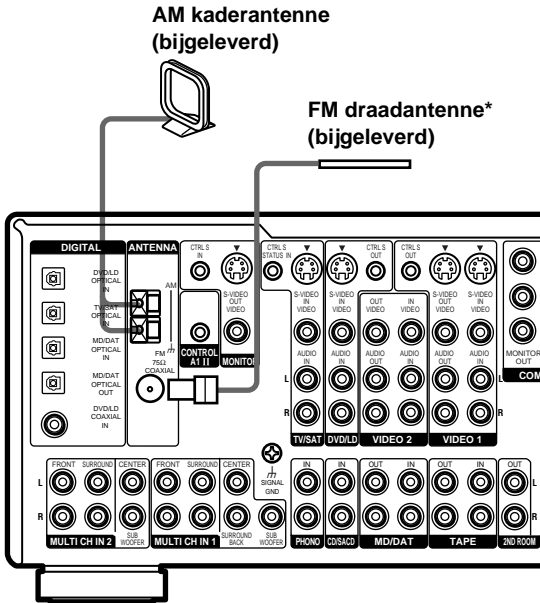 AM kaderantenne
(bijgeleverd)
FM draadantenne*
(bijgeleverd)
DIGITAL
DVD/LD
OPTICAL
IN
TV/SAT
OPTICAL
IN
MD/DAT
OPTICAL
IN
MD/DAT
OPTICAL
OUT
DVD/LD
COAXIAL
IN
ANTENNA
AM
FM
75Ω
COAXIAL
CTRL S
IN
S-VIDEO
OUT
VIDEO
CONTROL
A1 II
MONITOR
CTRL S
STATUS IN
S-VIDEO
IN
VIDEO
AUDIO
IN
L
R
TV/SAT
S-VIDEO
IN
VIDEO
AUDIO
IN
DVD/LD
CTRL S
OUT
OUT
VIDEO
AUDIO
OUT
CTRL S
OUT
IN
VIDEO
AUDIO
IN
VIDEO 2
S-VIDEO
OUT
VIDEO
AUDIO
OUT
S-VIDEO
IN
VIDEO
AUDIO
IN
L
R
VIDEO 1
MONITOR
OUT
COM
FRONT SURROUND CENTER
L
R
MULTI CH IN 2
SUB
WOOFER
FRONT SURROUND CENTER
MULTI CH IN 1
SURROUND
BACK
SUB
WOOFER
SIGNAL
GND
IN
PHONO
IN
CD/SACD
OUT IN
MD/DAT
OUT IN
TAPE
OUT
L
R
2ND ROOM